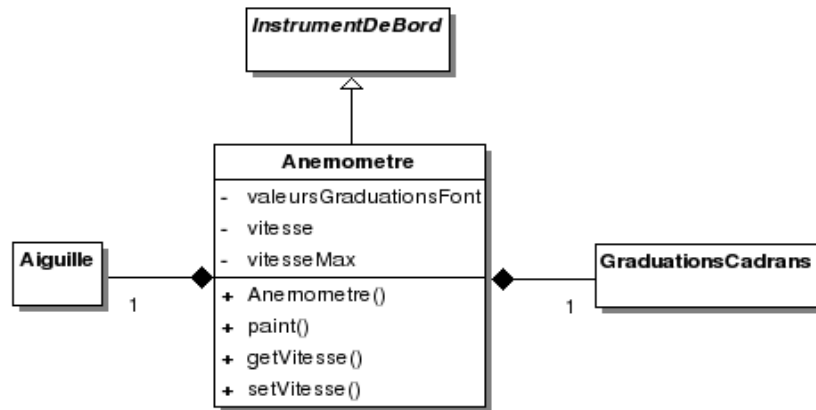 InstrumentDeBord
Anemometre
- valeursGraduationsFont
- vitesse
- vitesseMax
+ Anemometre()
+ paint()
+ getVitesse()
+ setVitesse()
Aiguille
1
GraduationsCadrans
1